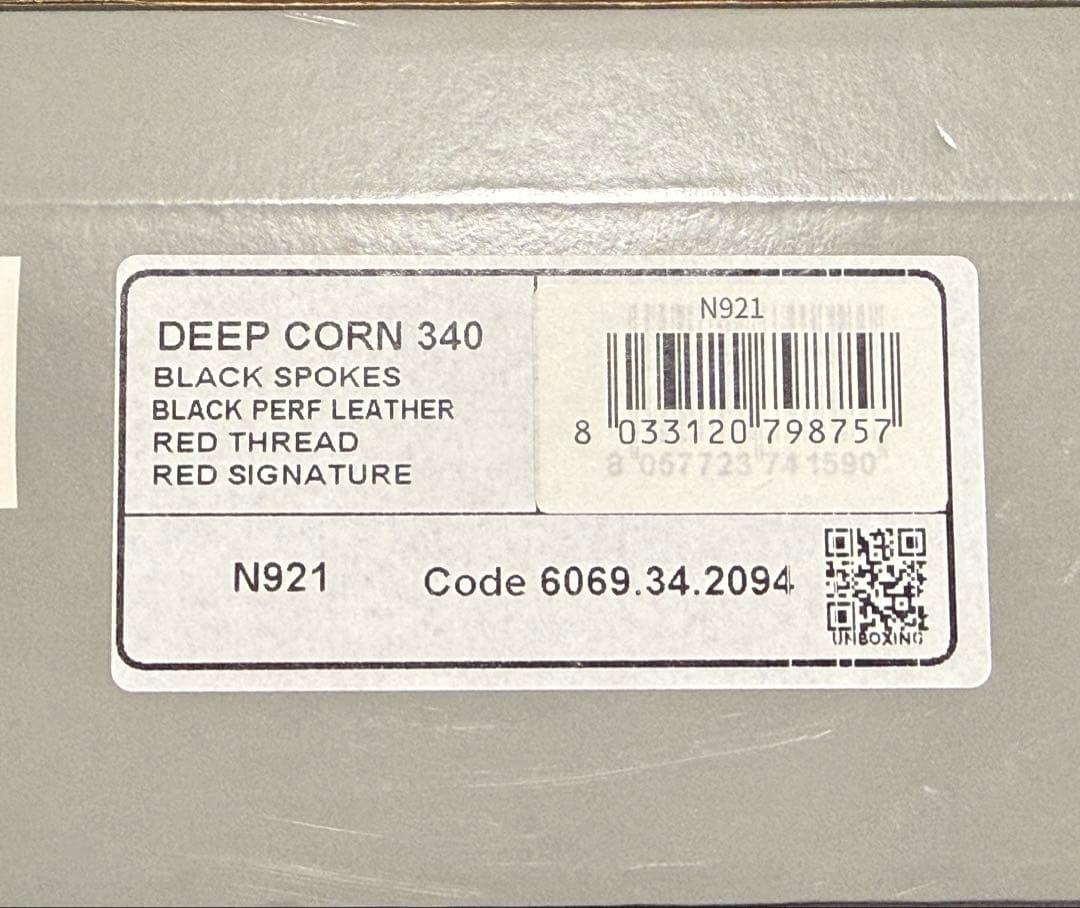 DEEP CORN 340
BLACK SPOKES
BLACK PERF LEATHER
RED THREAD
RED SIGNATURE
N921
8 033120 798757
8 057723 741590
N921
Code 6069.34.2094
UNBOXING